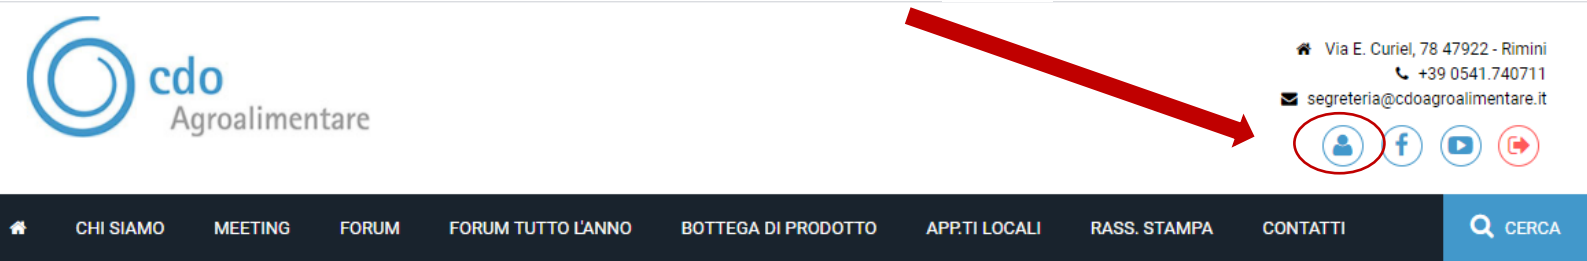 cdo
Agroalimentare
Via E. Curiel, 78 47922 - Rimini
+39 0541.740711
segreteria@cdoagroalimentare.it
CHI SIAMO MEETING FORUM FORUM TUTTO L'ANNO BOTTEGA DI PRODOTTO APP.TI LOCALI RASS. STAMPA CONTATTI CERCA